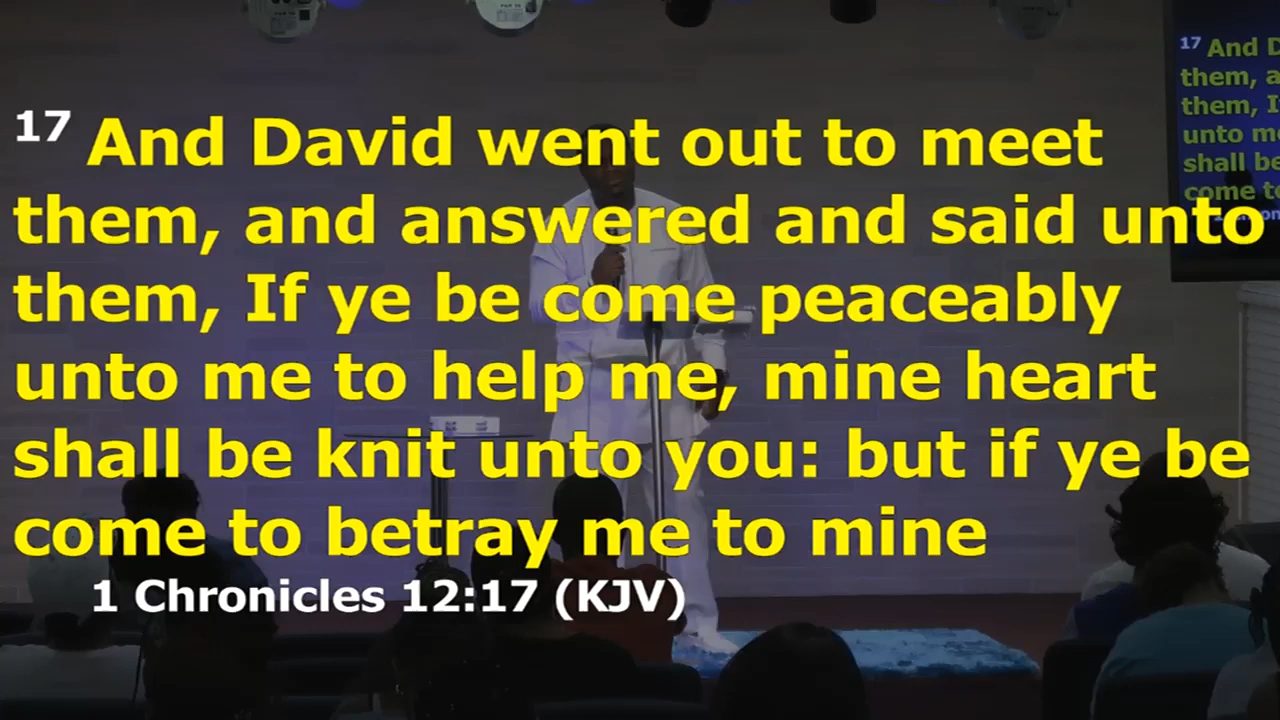 17 And David went out to meet
them, and answered and said unto
them, If ye be come peaceably
unto me to help me, mine heart
shall be knit unto you: but if ye be
come to betray me to mine
1 Chronicles 12:17 (KJV)
17 And D
them, a
them, I
unto m
shall be
come to